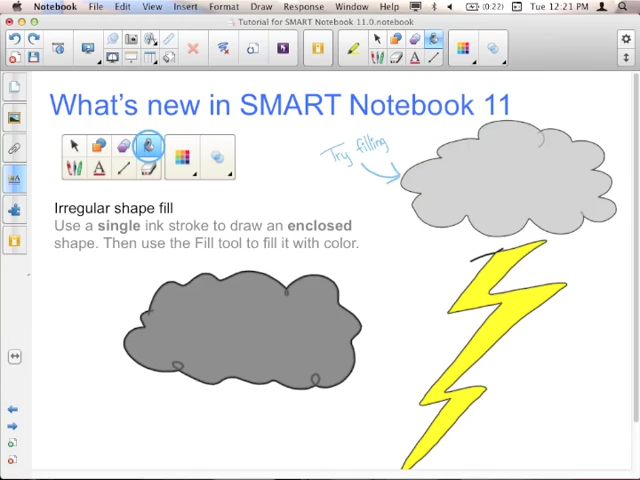 Notebook File Edit View Insert Format Draw Response Window (0:22) Tue 12:21 PM
Tutorial for SMART Notebook 11.0.notebook
What's new in SMART Notebook 11
Try filling
Irregular shape fill
Use a single ink stroke to draw an enclosed
shape. Then use the Fill tool to fill it with color.